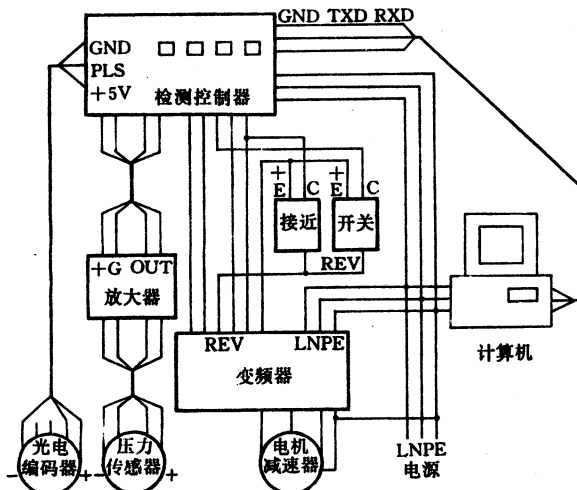 GND TXD RXD
GND
PLS
+5V
检测控制器
+ +
E C E C
接近 开关
REV
+G OUT
放大器
REV LNPE
变频器
计算机
光电
编码器
- +
压力
传感器
- +
电机
减速器
LNPE
电源